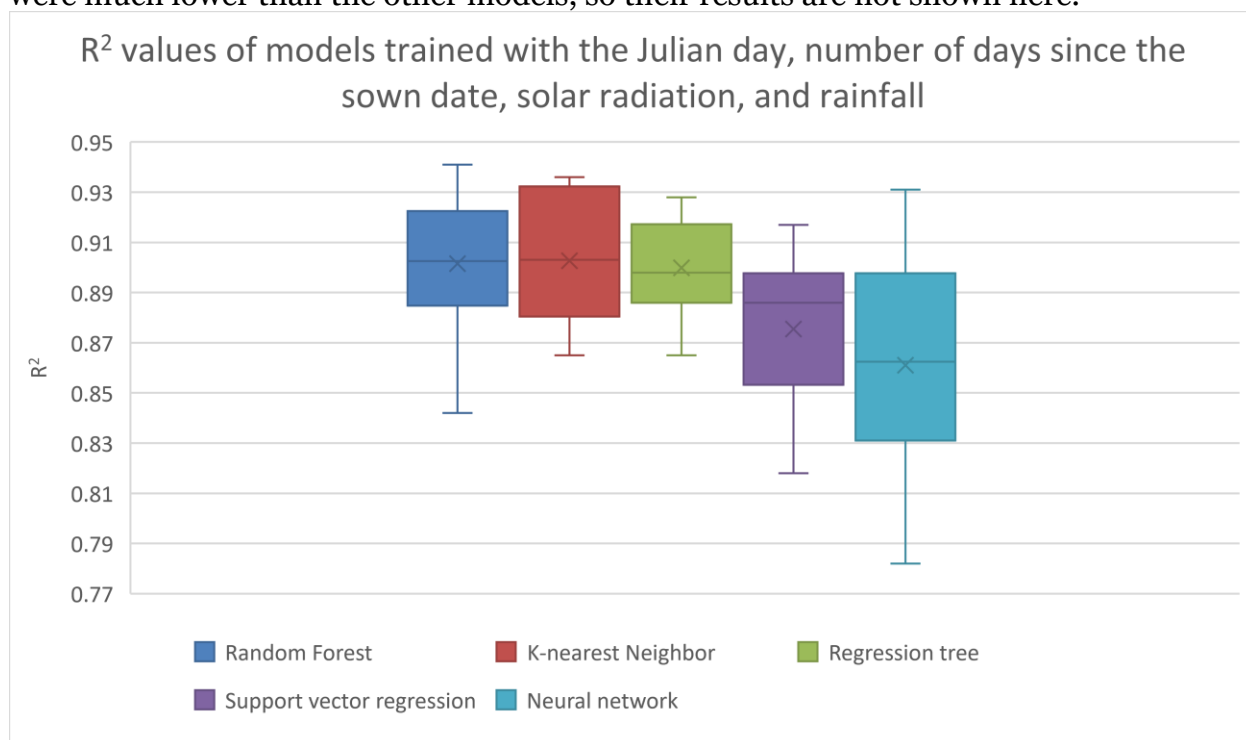 were much lower than the other models, so their results are not shown here.
R² values of models trained with the Julian day, number of days since the
sown date, solar radiation, and rainfall
0.95
0.93
0.91
0.89
0.87
0.85
0.83
0.81
0.79
0.77
R²
Random Forest
K-nearest Neighbor
Regression tree
Support vector regression
Neural network